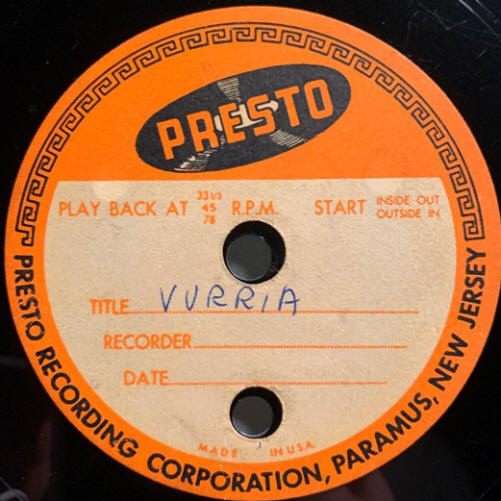 PRESTO
PLAY BACK AT 33 1/3 45 78 R.P.M. START INSIDE OUT OUTSIDE IN
TITLE VURRIA
RECORDER
DATE
MADE IN U.S.A.
PRESTO RECORDING CORPORATION, PARAMUS, NEW JERSEY